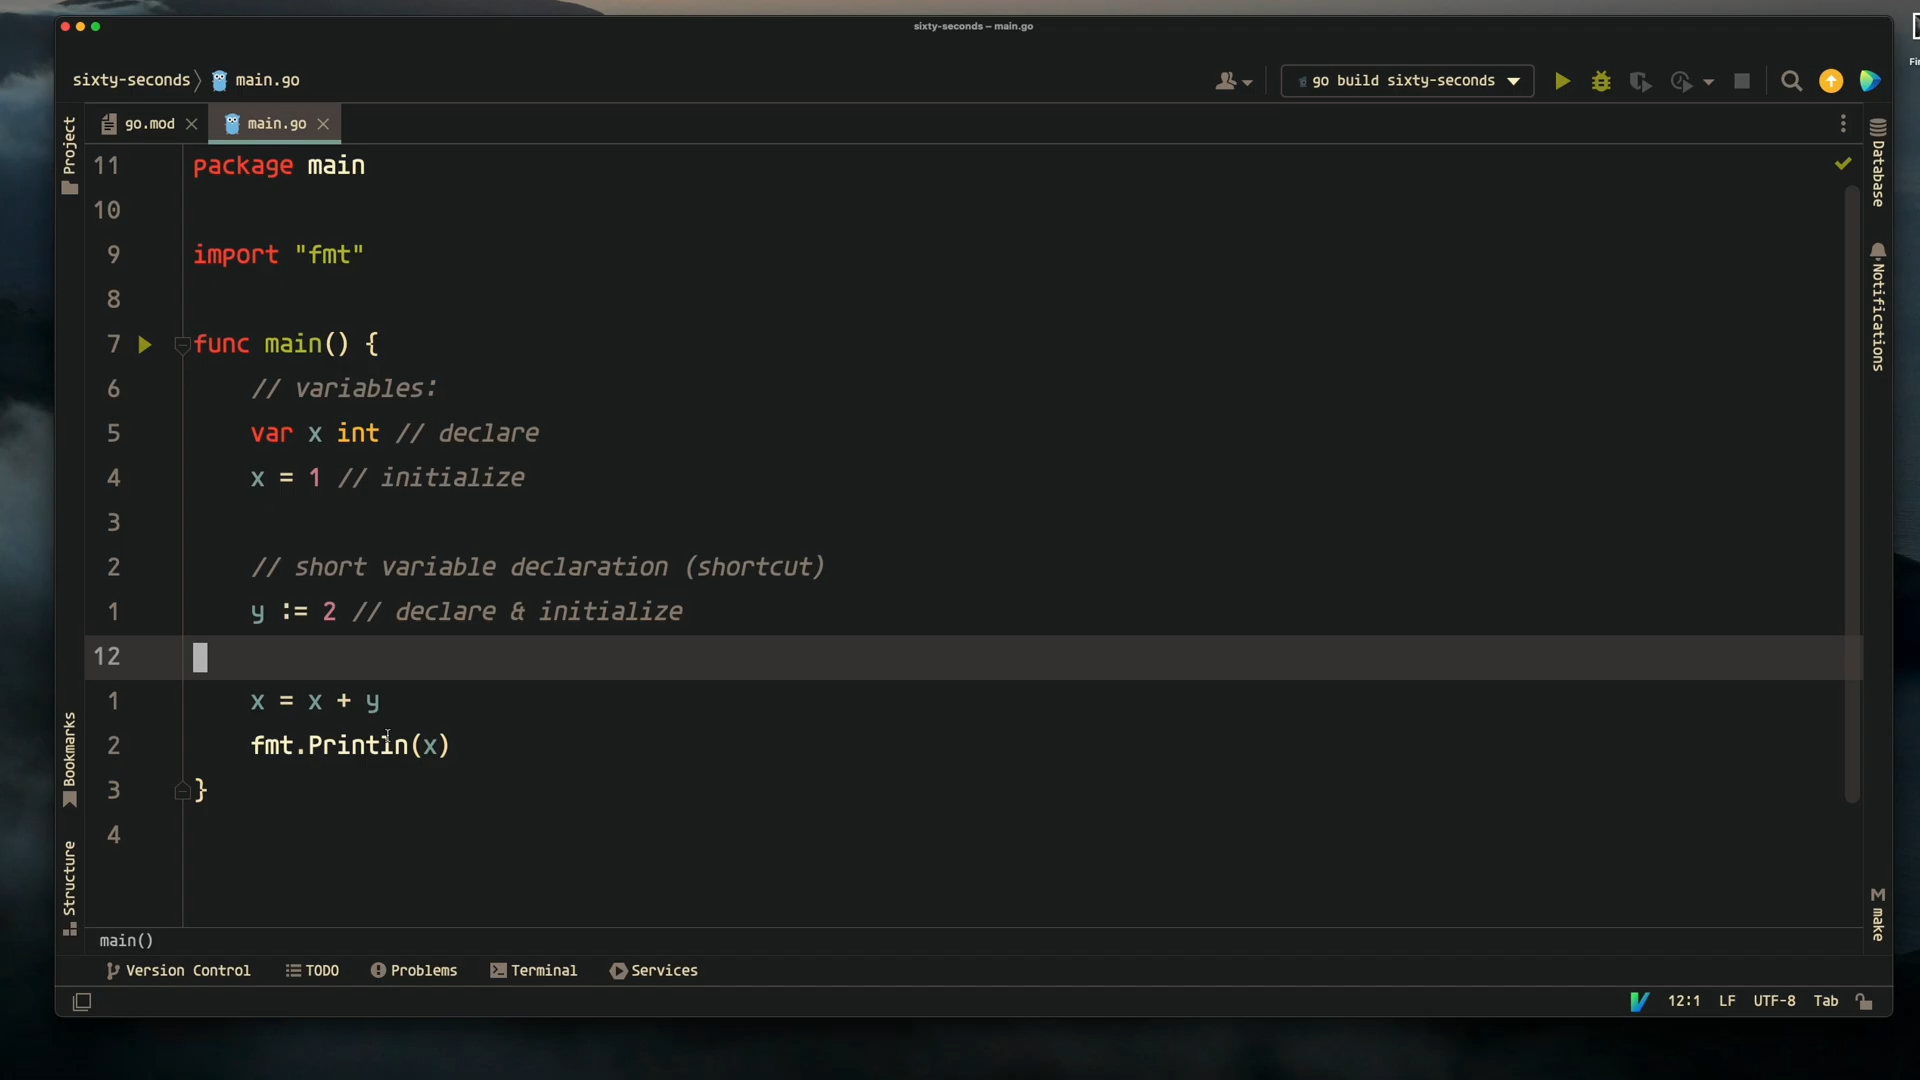 sixty-seconds – main.go
Fir
sixty-seconds main.go
go build sixty-seconds
go.mod
main.go
Project
Database
Notifications
11 package main
10
9 import "fmt"
8
7 func main() {
6 // variables:
5 var x int // declare
4 x = 1 // initialize
3
2 // short variable declaration (shortcut)
1 y := 2 // declare & initialize
12
1 x = x + y
2 fmt.Println(x)
3 }
4
Bookmarks
Structure
make
main()
Version Control TODO Problems Terminal Services
12:1 LF UTF-8 Tab